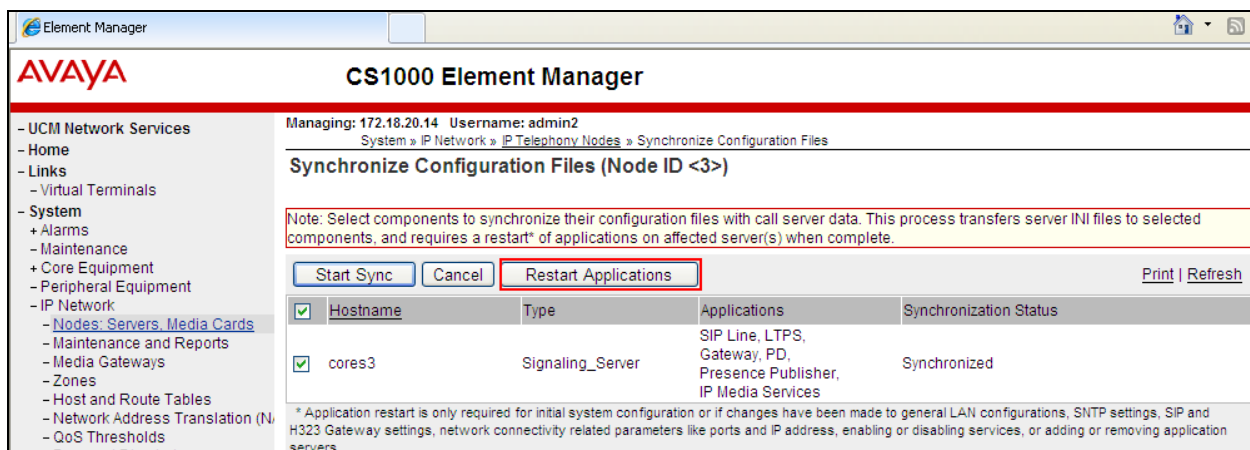 Element Manager
AVAYA
CS1000 Element Manager
Managing: 172.18.20.14 Username: admin2
System » IP Network » IP Telephony Nodes » Synchronize Configuration Files
Synchronize Configuration Files (Node ID <3>)
– UCM Network Services
– Home
– Links
– Virtual Terminals
– System
+ Alarms
– Maintenance
+ Core Equipment
– Peripheral Equipment
– IP Network
– Nodes: Servers, Media Cards
– Maintenance and Reports
– Media Gateways
– Zones
– Host and Route Tables
– Network Address Translation (N
– QoS Thresholds
Note: Select components to synchronize their configuration files with call server data. This process transfers server INI files to selected
components, and requires a restart* of applications on affected server(s) when complete.
Start Sync Cancel Restart Applications Print | Refresh
Hostname Type Applications Synchronization Status
cores3 Signaling_Server SIP Line, LTPS, Synchronized
Gateway, PD,
Presence Publisher,
IP Media Services
* Application restart is only required for initial system configuration or if changes have been made to general LAN configurations, SNTP settings, SIP and
H323 Gateway settings, network connectivity related parameters like ports and IP address, enabling or disabling services, or adding or removing application
servers